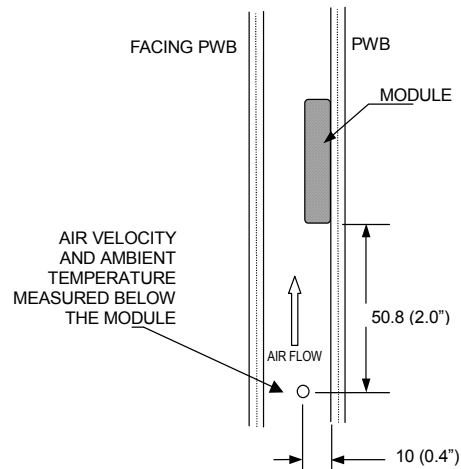 FACING PWB
PWB
MODULE
AIR VELOCITY
AND AMBIENT
TEMPERATURE
MEASURED BELOW
THE MODULE
50.8 (2.0")
AIR FLOW
10 (0.4")